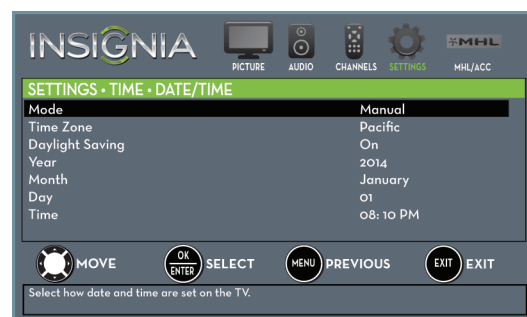 INSIGNIA
PICTURE AUDIO CHANNELS SETTINGS MHL MHL/ACC
SETTINGS • TIME • DATE/TIME
Mode Manual
Time Zone Pacific
Daylight Saving On
Year 2014
Month January
Day 01
Time 08: 10 PM
MOVE OK ENTER SELECT MENU PREVIOUS EXIT EXIT
Select how date and time are set on the TV.